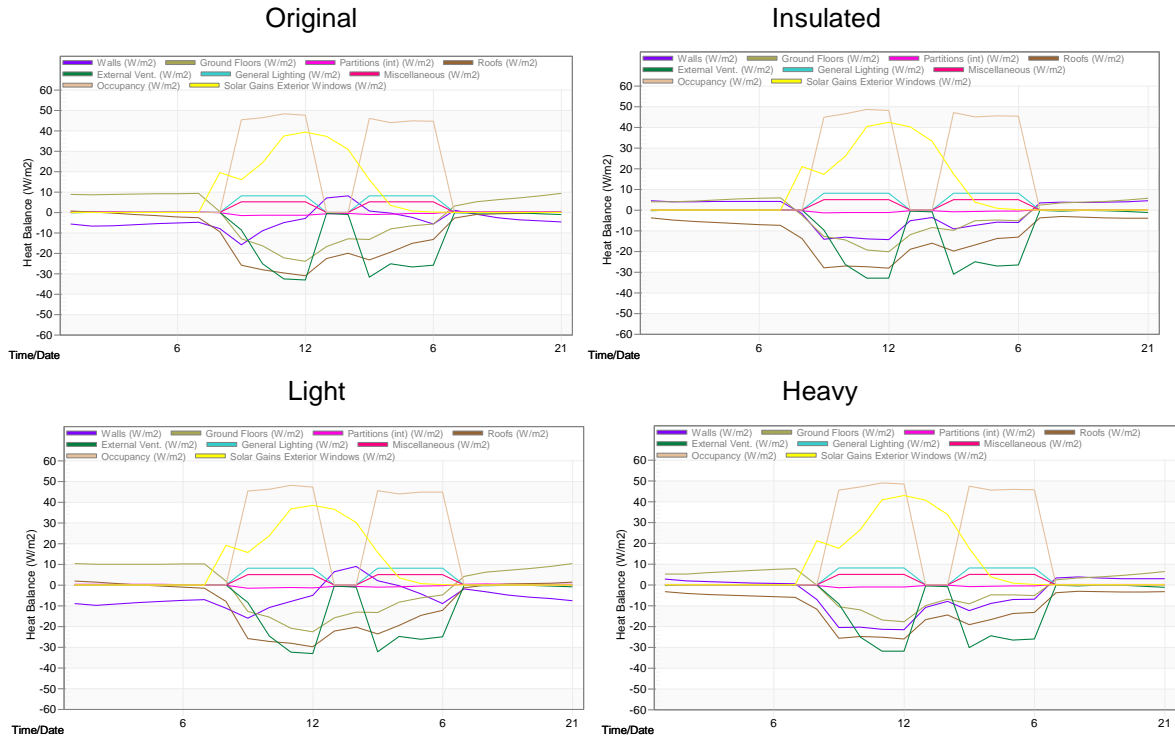 Original
Walls (W/m2) Ground Floors (W/m2) Partitions (int) (W/m2) Roofs (W/m2)
External Vent. (W/m2) General Lighting (W/m2) Miscellaneous (W/m2)
Occupancy (W/m2) Solar Gains Exterior Windows (W/m2)
Heat Balance (W/m2)
60
50
40
30
20
10
0
-10
-20
-30
-40
-50
-60
6 12 6 21
Time/Date
Insulated
Walls (W/m2) Ground Floors (W/m2) Partitions (int) (W/m2) Roofs (W/m2)
External Vent. (W/m2) General Lighting (W/m2) Miscellaneous (W/m2)
Occupancy (W/m2) Solar Gains Exterior Windows (W/m2)
Heat Balance (W/m2)
60
50
40
30
20
10
0
-10
-20
-30
-40
-50
-60
6 12 6 21
Time/Date
Light
Walls (W/m2) Ground Floors (W/m2) Partitions (int) (W/m2) Roofs (W/m2)
External Vent. (W/m2) General Lighting (W/m2) Miscellaneous (W/m2)
Occupancy (W/m2) Solar Gains Exterior Windows (W/m2)
Heat Balance (W/m2)
60
50
40
30
20
10
0
-10
-20
-30
-40
-50
-60
6 12 6 21
Time/Date
Heavy
Walls (W/m2) Ground Floors (W/m2) Partitions (int) (W/m2) Roofs (W/m2)
External Vent. (W/m2) General Lighting (W/m2) Miscellaneous (W/m2)
Occupancy (W/m2) Solar Gains Exterior Windows (W/m2)
Heat Balance (W/m2)
60
50
40
30
20
10
0
-10
-20
-30
-40
-50
-60
6 12 6 21
Time/Date